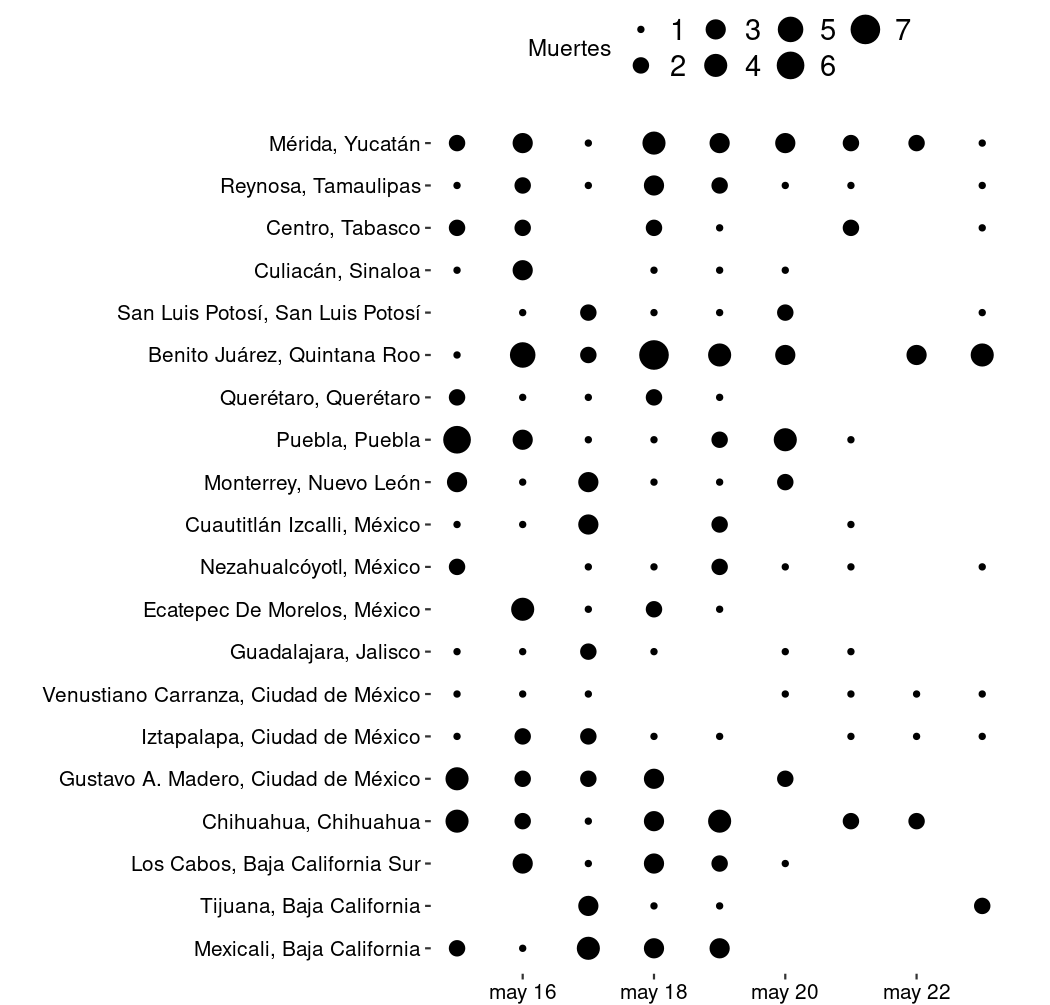 Muertes
1 3 5 7
2 4 6
Mérida, Yucatán
Reynosa, Tamaulipas
Centro, Tabasco
Culiacán, Sinaloa
San Luis Potosí, San Luis Potosí
Benito Juárez, Quintana Roo
Querétaro, Querétaro
Puebla, Puebla
Monterrey, Nuevo León
Cuautitlán Izcalli, México
Nezahualcóyotl, México
Ecatepec De Morelos, México
Guadalajara, Jalisco
Venustiano Carranza, Ciudad de México
Iztapalapa, Ciudad de México
Gustavo A. Madero, Ciudad de México
Chihuahua, Chihuahua
Los Cabos, Baja California Sur
Tijuana, Baja California
Mexicali, Baja California
may 16 may 18 may 20 may 22